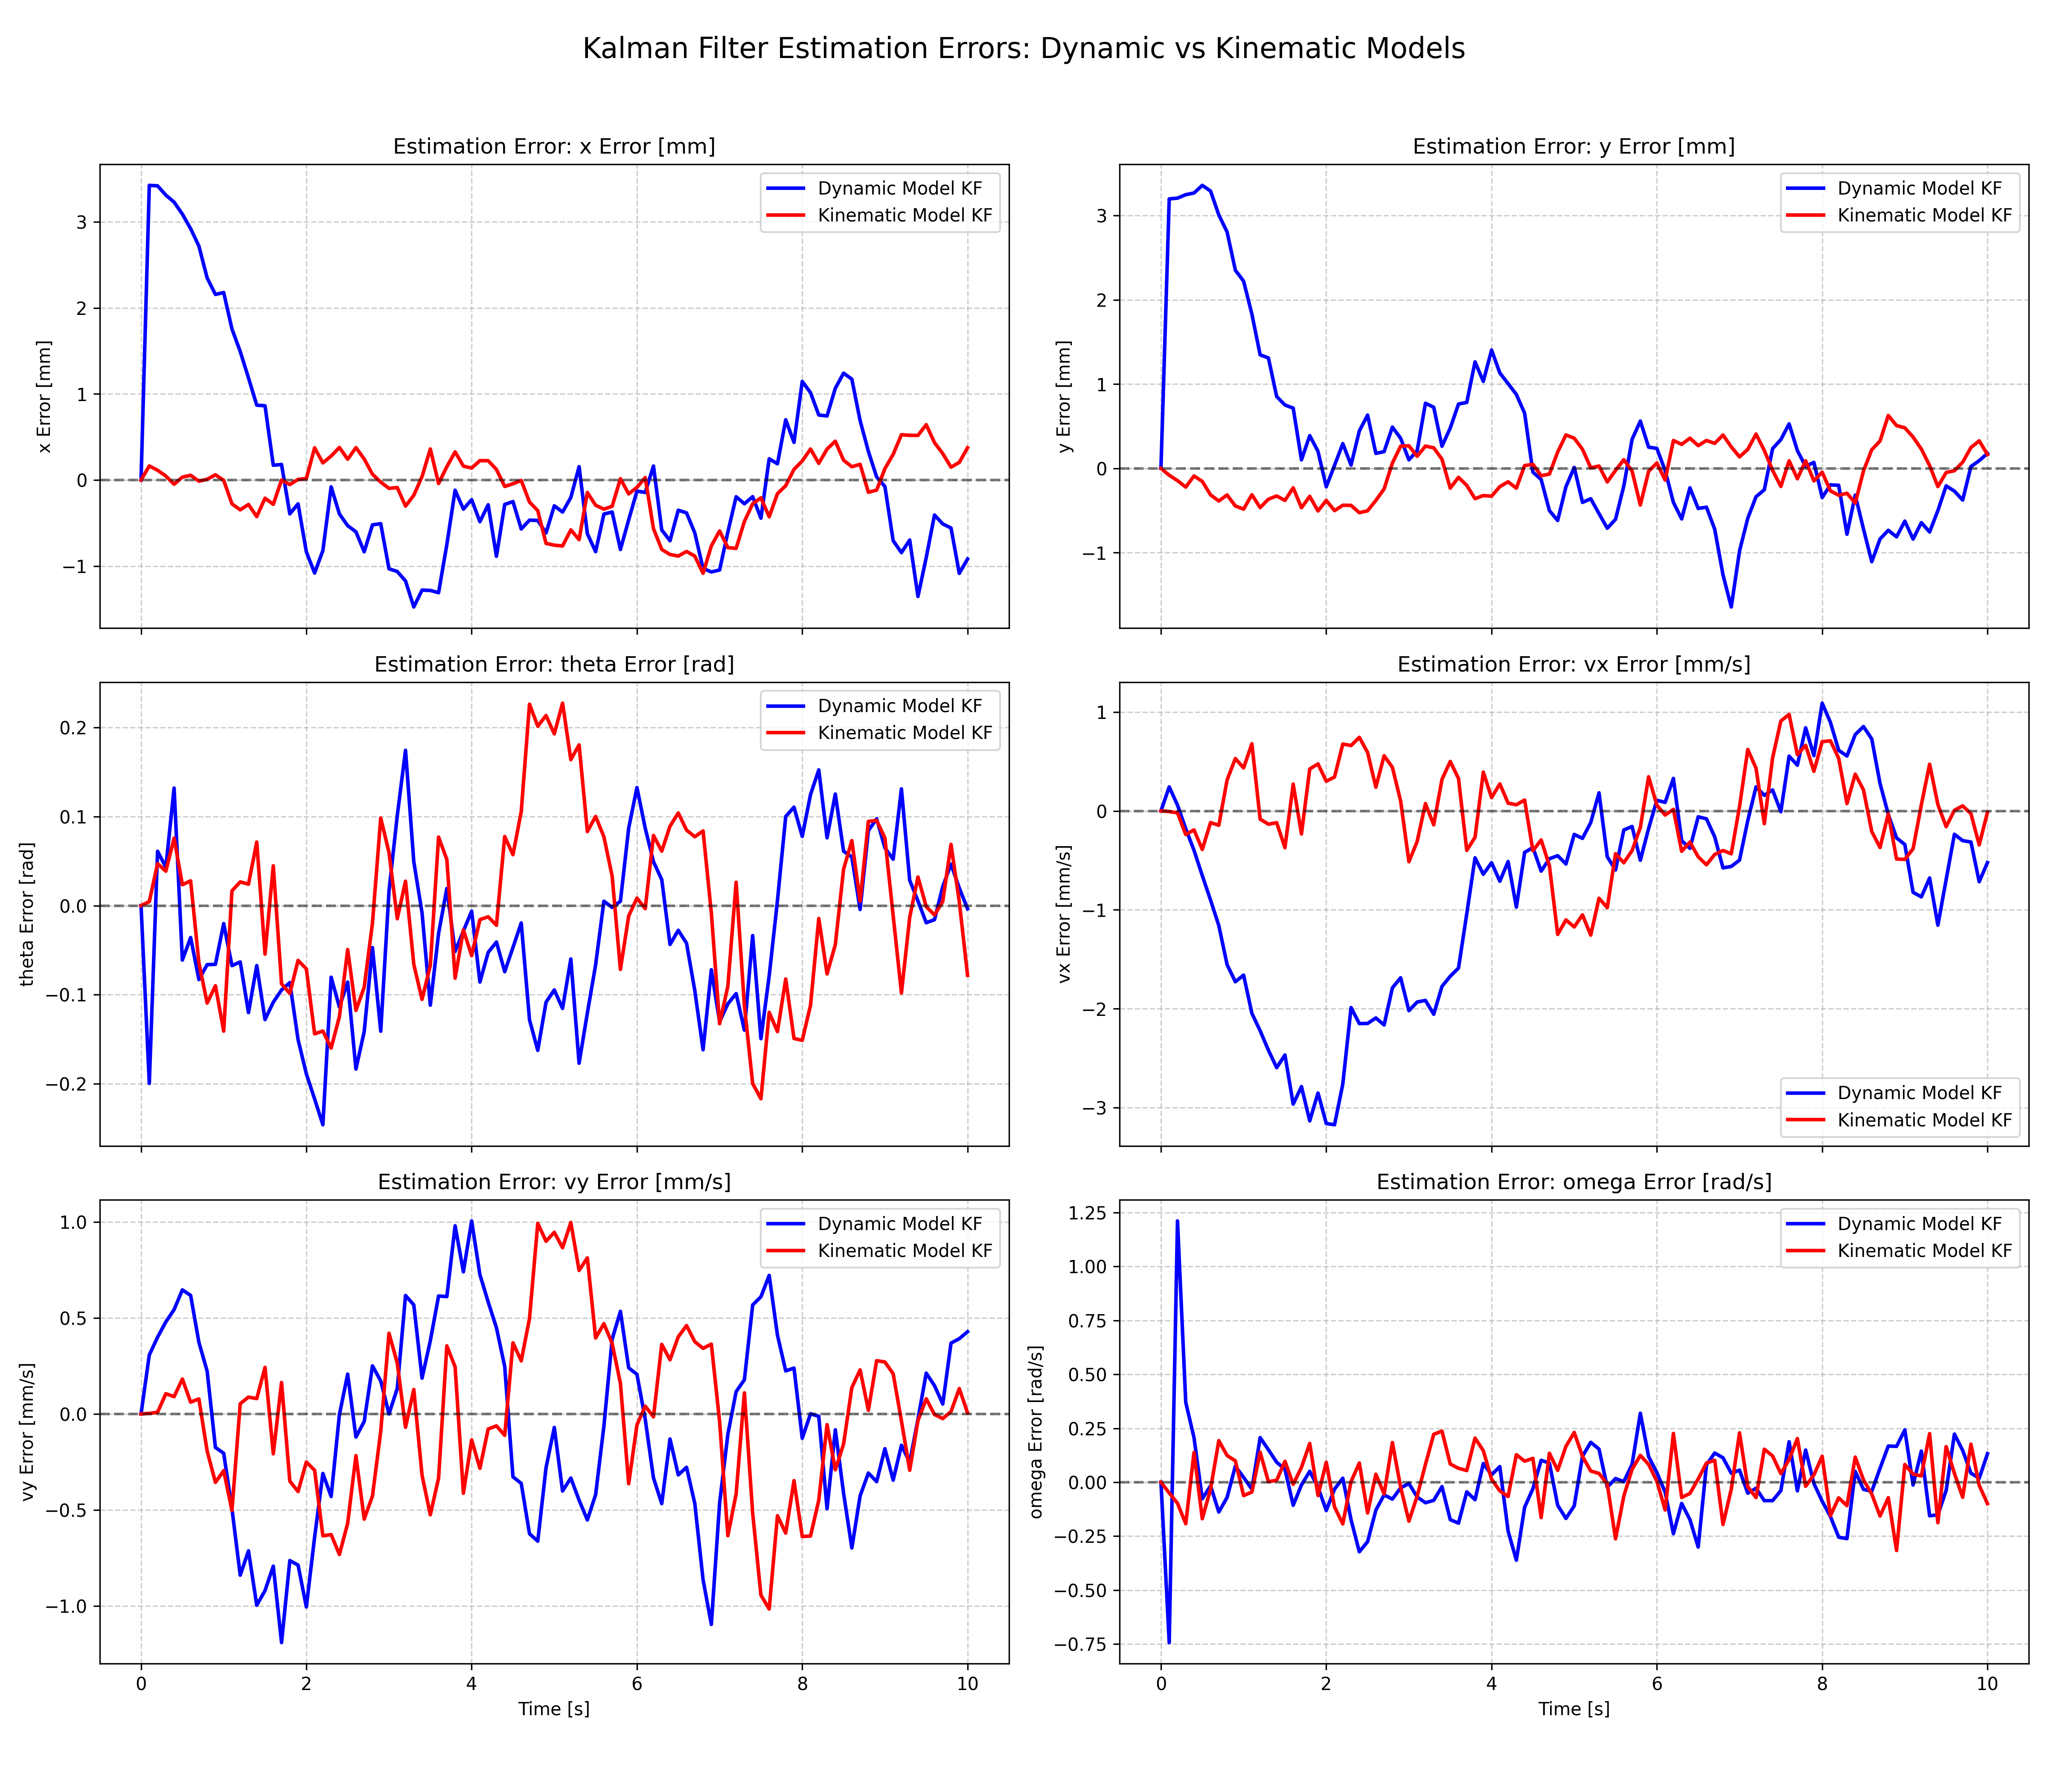 Kalman Filter Estimation Errors: Dynamic vs Kinematic Models
Estimation Error: x Error [mm]
x Error [mm]
3
2
1
0
−1
Dynamic Model KF
Kinematic Model KF
Estimation Error: y Error [mm]
y Error [mm]
3
2
1
0
−1
Dynamic Model KF
Kinematic Model KF
Estimation Error: theta Error [rad]
theta Error [rad]
0.2
0.1
0.0
−0.1
−0.2
Dynamic Model KF
Kinematic Model KF
Estimation Error: vx Error [mm/s]
vx Error [mm/s]
1
0
−1
−2
−3
Dynamic Model KF
Kinematic Model KF
Estimation Error: vy Error [mm/s]
vy Error [mm/s]
1.0
0.5
0.0
−0.5
−1.0
Dynamic Model KF
Kinematic Model KF
0 2 4 6 8 10
Time [s]
Estimation Error: omega Error [rad/s]
omega Error [rad/s]
1.25
1.00
0.75
0.50
0.25
0.00
−0.25
−0.50
−0.75
Dynamic Model KF
Kinematic Model KF
0 2 4 6 8 10
Time [s]